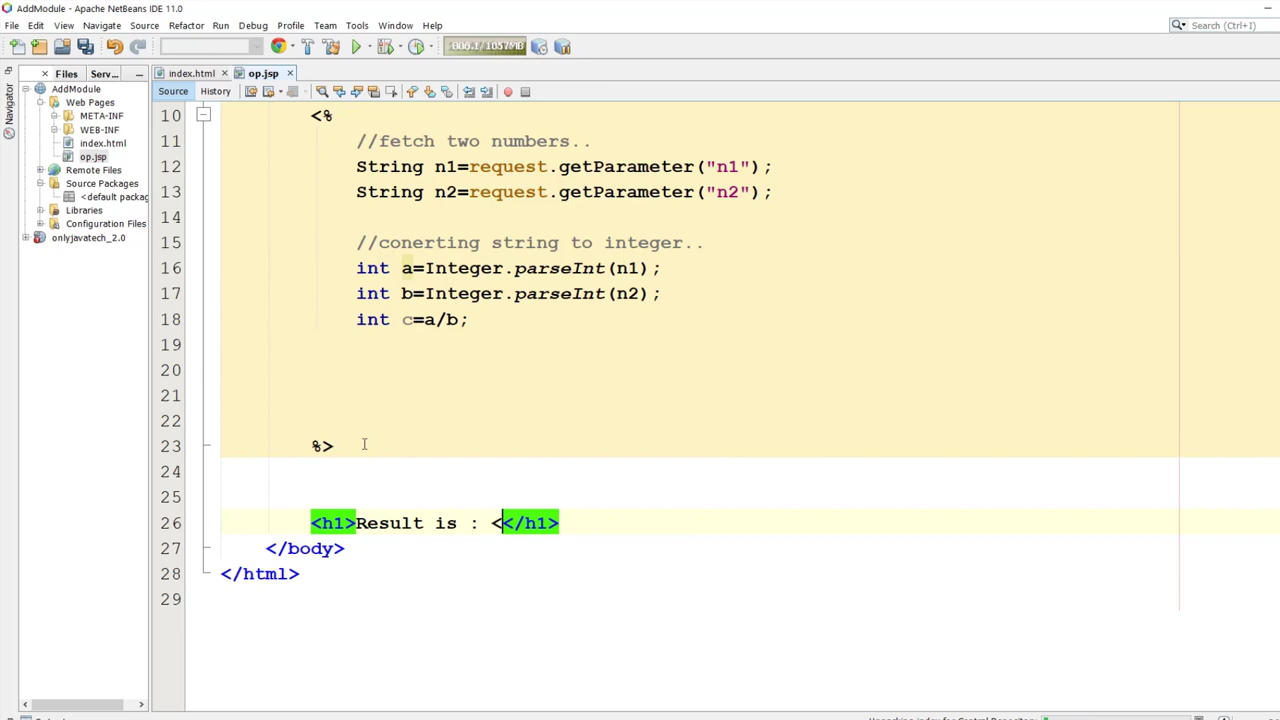 AddModule - Apache NetBeans IDE 11.0
File Edit View Navigate Source Refactor Run Debug Profile Team Tools Window Help
Search (Ctrl+I)
Files Serv...
index.html op.jsp
Navigator
Source History
AddModule
Web Pages
META-INF
WEB-INF
index.html
op.jsp
Remote Files
Source Packages
<default packag
Libraries
Configuration Files
onlyjavatech_2.0
10 <%
11 //fetch two numbers..
12 String n1=request.getParameter("n1");
13 String n2=request.getParameter("n2");
14
15 //conerting string to integer..
16 int a=Integer.parseInt(n1);
17 int b=Integer.parseInt(n2);
18 int c=a/b;
19
20
21
22
23 %>
24
25
26 <h1>Result is : <</h1>
27 </body>
28 </html>
29